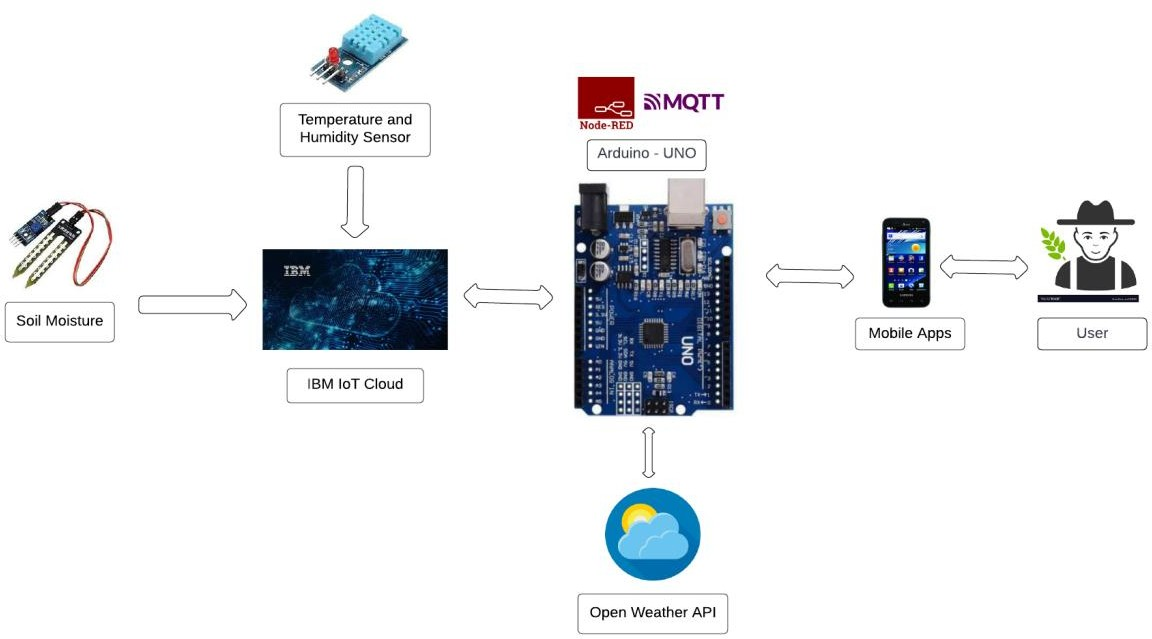 Temperature and
Humidity Sensor
Node-RED
MQTT
Arduino - UNO
Soil Moisture
IBM
IBM IoT Cloud
UNO
Mobile Apps
User
Open Weather API